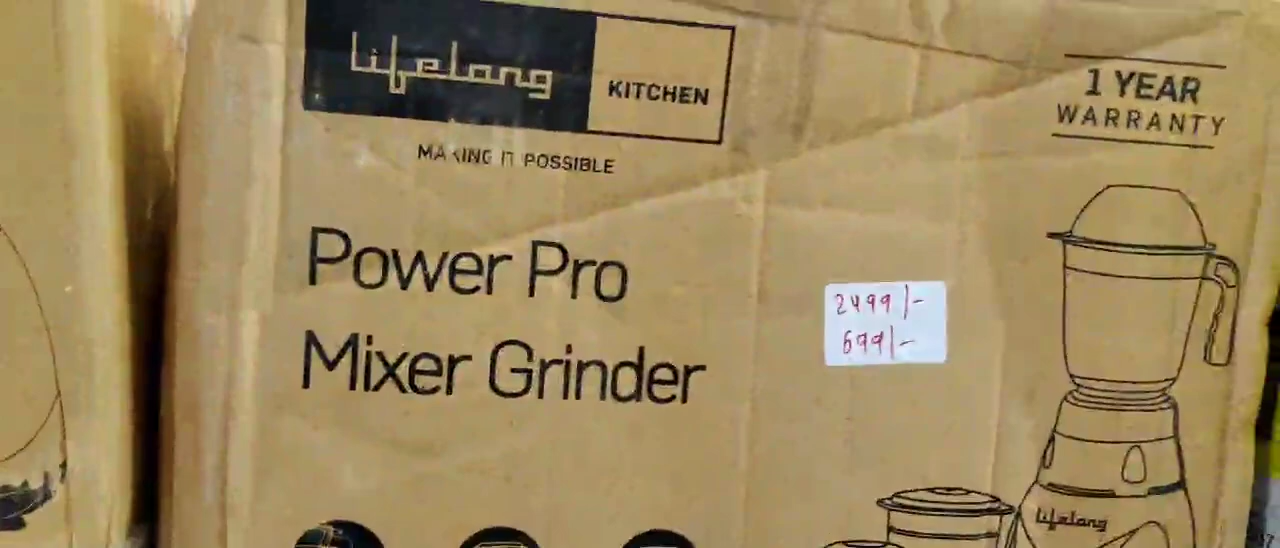 lifelong KITCHEN
MAKING IT POSSIBLE
1 YEAR
WARRANTY
Power Pro
Mixer Grinder
2499/-
699/-
lifelong